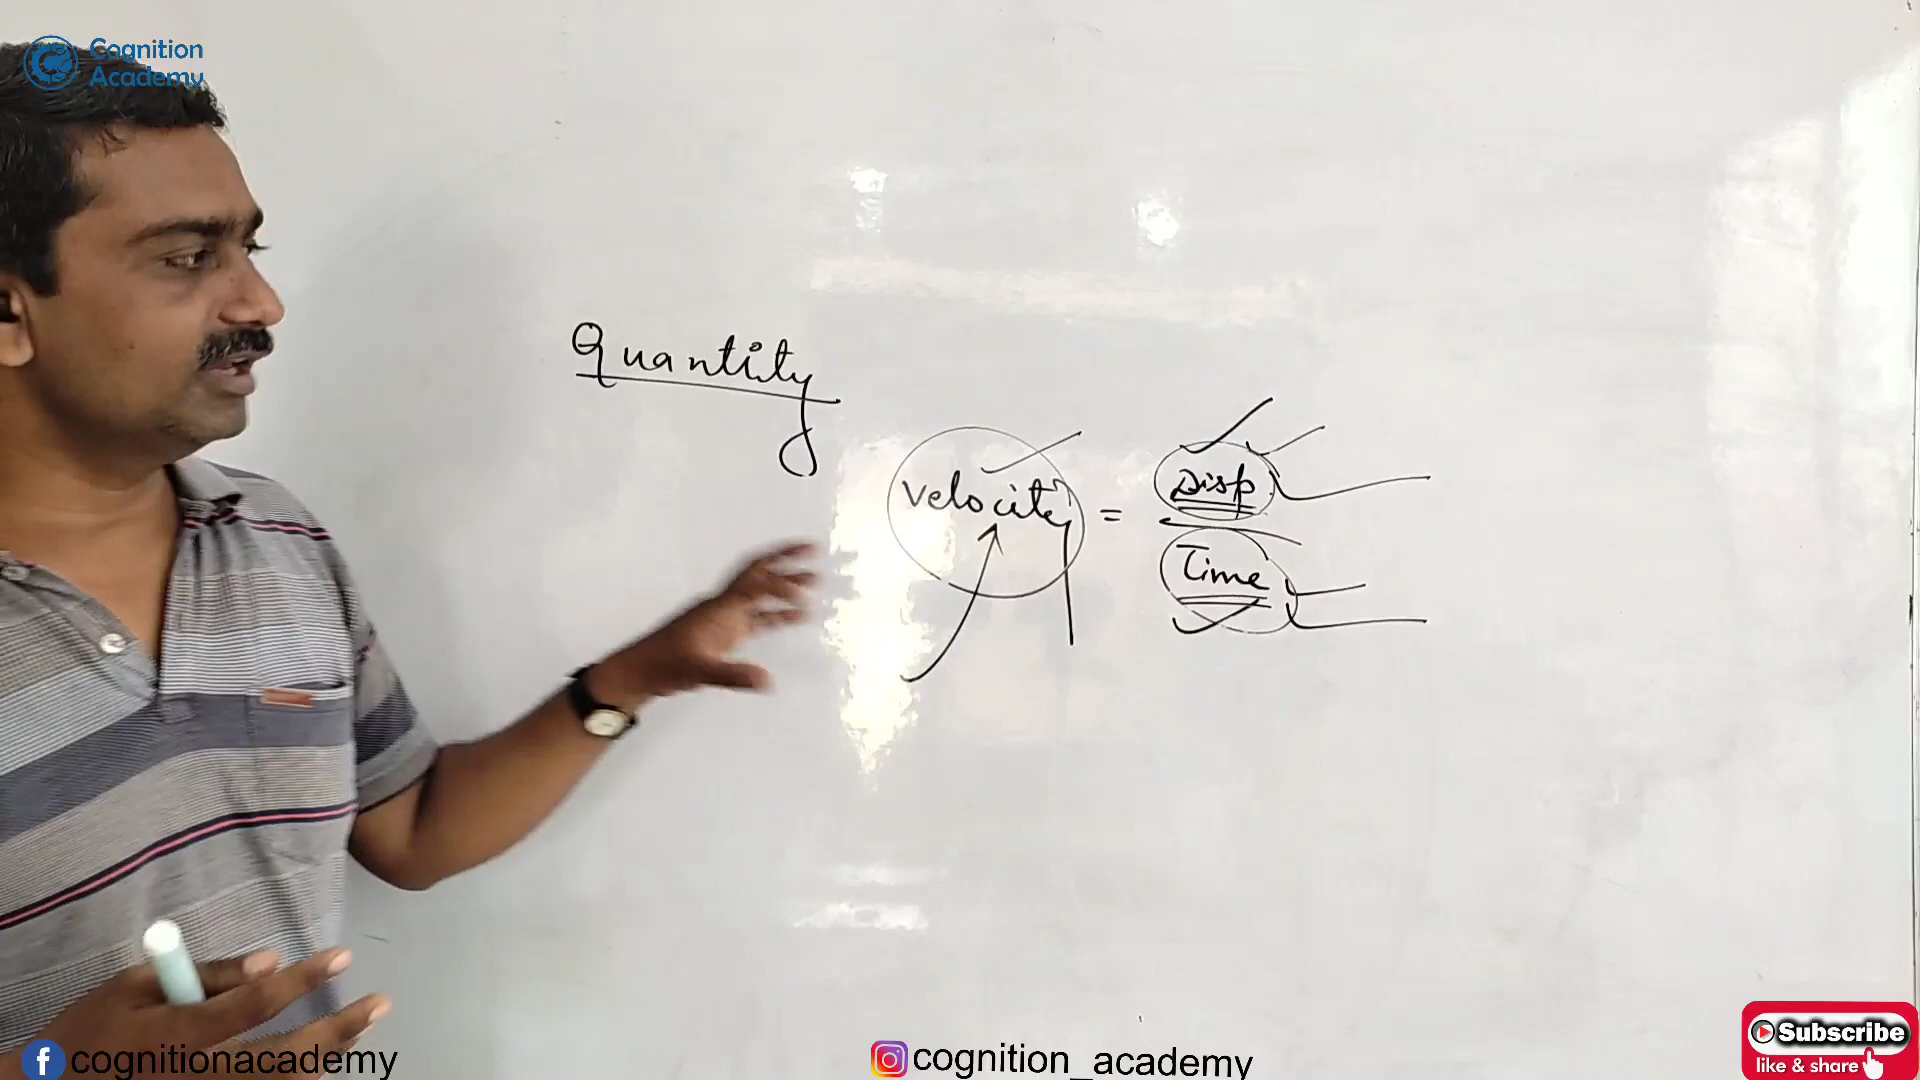 Cognition
Academy
Quantity
Velocity = Disp
Time
cognitionacademy
cognition_academy
Subscribe
like & share